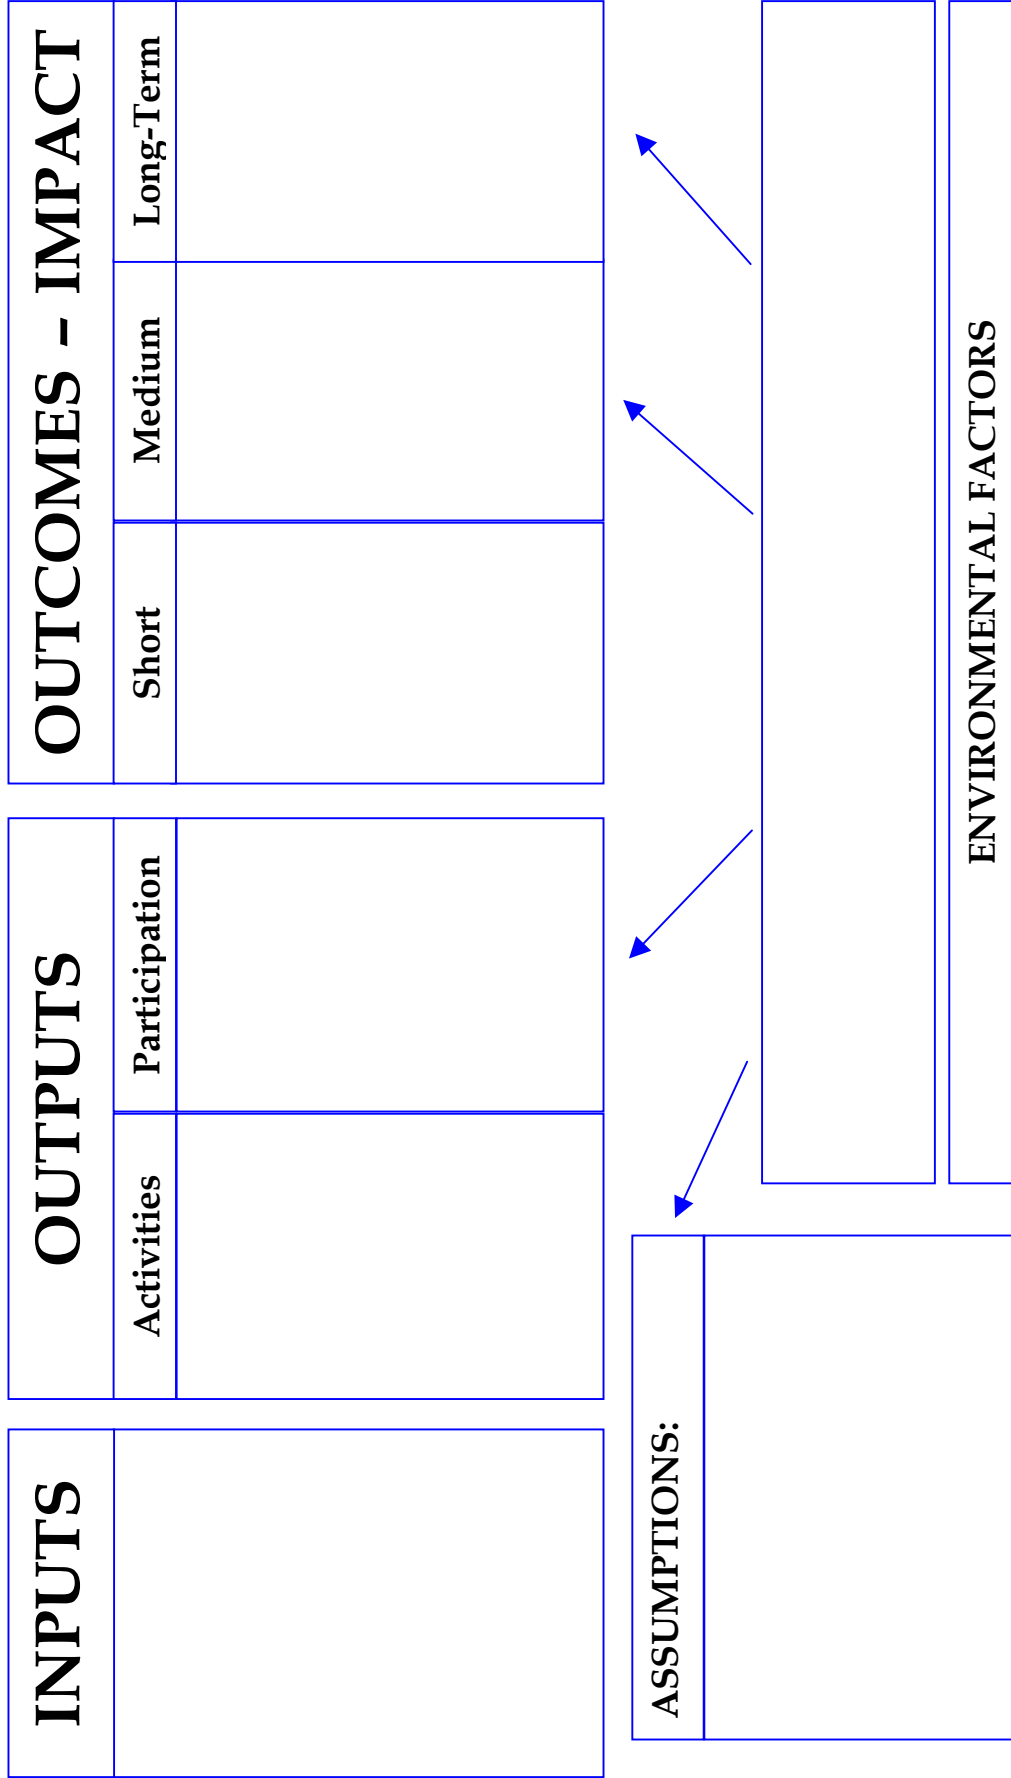 INPUTS
OUTPUTS
OUTCOMES – IMPACT
Activities
Participation
Short
Medium
Long-Term
ASSUMPTIONS:
ENVIRONMENTAL FACTORS